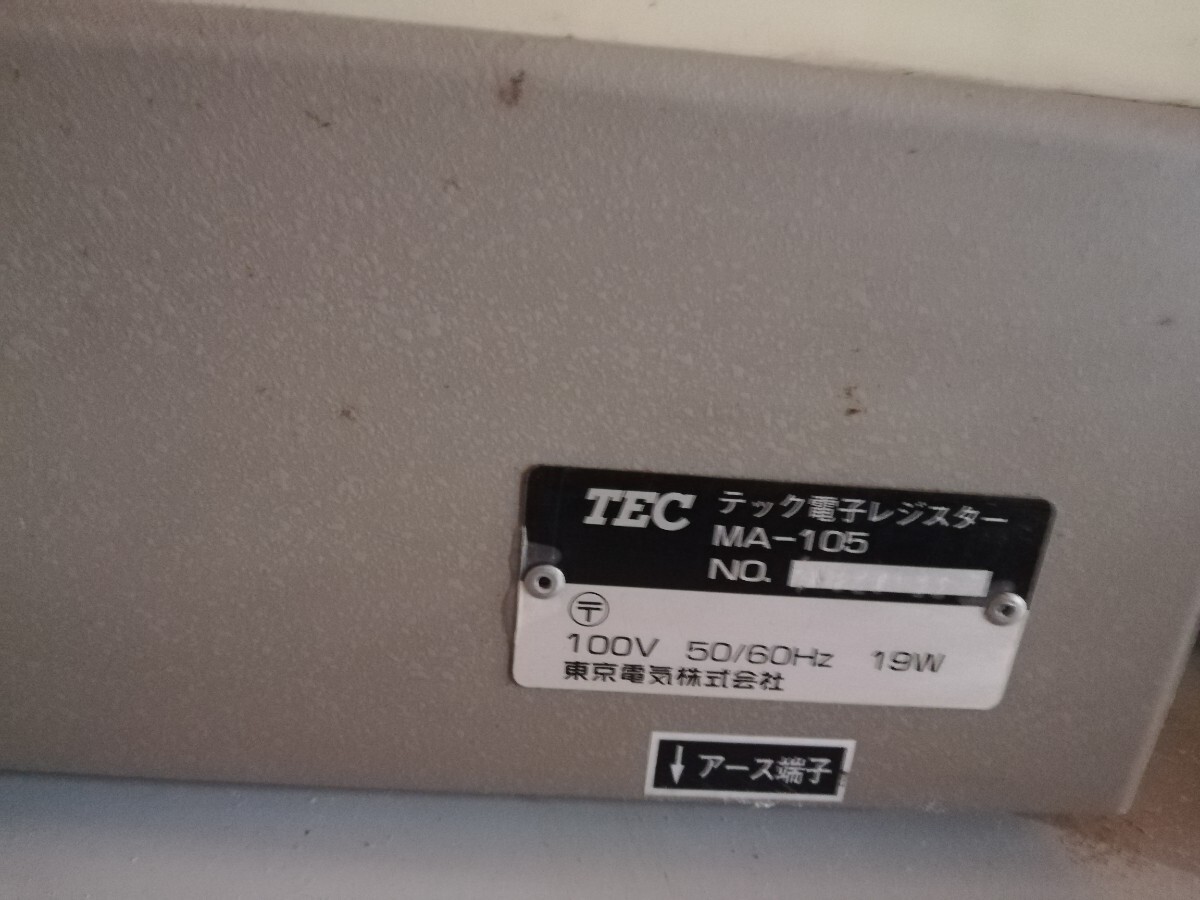 TEC テック電子レジスター
MA-105
NO.
〒
100V 50/60Hz 19W
東京電気株式会社
↓アース端子